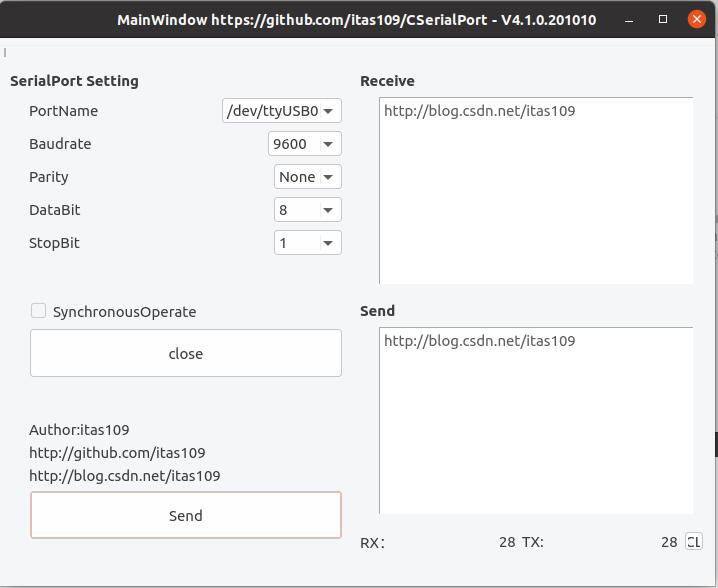 MainWindow https://github.com/itas109/CSerialPort - V4.1.0.201010
SerialPort Setting
PortName
/dev/ttyUSB0
Baudrate
9600
Parity
None
DataBit
8
StopBit
1
SynchronousOperate
close
Author:itas109
http://github.com/itas109
http://blog.csdn.net/itas109
Send
Receive
http://blog.csdn.net/itas109
Send
http://blog.csdn.net/itas109
RX: 28 TX: 28 CL